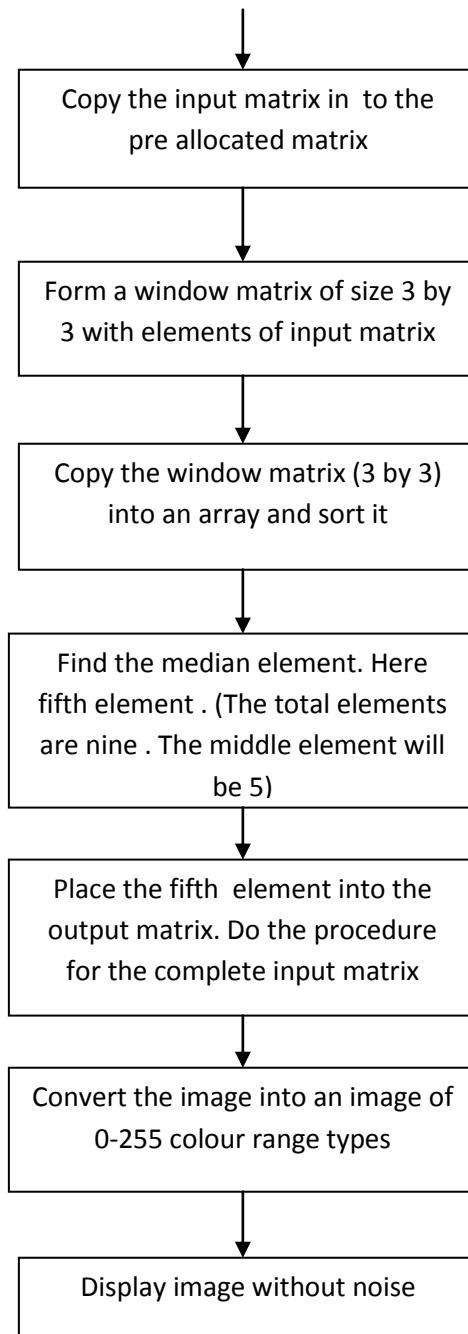 Copy the input matrix in  to the
pre allocated matrix
Form a window matrix of size 3 by
3 with elements of input matrix
Copy the window matrix (3 by 3)
into an array and sort it
Find the median element. Here
fifth element . (The total elements
are nine . The middle element will
be 5)
Place the fifth  element into the
output matrix. Do the procedure
for the complete input matrix
Convert the image into an image of
0-255 colour range types
Display image without noise